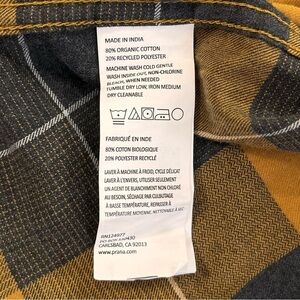 MADE IN INDIA
80% ORGANIC COTTON
20% RECYCLED POLYESTER
MACHINE WASH COLD GENTLE
WASH INSIDE OUT, NON-CHLORINE
BLEACH, WHEN NEEDED
TUMBLE DRY LOW, IRON MEDIUM
DRY CLEANABLE
FABRIQUÉ EN INDE
80% COTON BIOLOGIQUE
20% POLYESTER RECYCLÉ
LAVER À MACHINE À FROID, CYCLE DÉLICAT
LAVER À L'ENVERS, UTILISER SEULEMENT
UN AGENT DE BLANCHIMENT NON CHLORÉ
AU BESOIN, SÉCHAGE PAR CULBUTAGE
À BASSE TEMPÉRATURE, REPASSER À
TEMPÉRATURE MOYENNE, NETTOYABLE À SEC
RN128977
CARLSBAD, CA 92013
www.prana.com